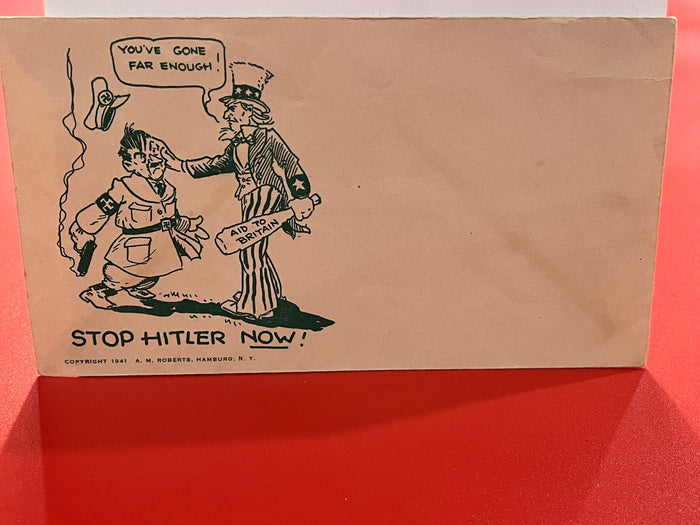 YOU'VE GONE
FAR ENOUGH!
AID TO
BRITAIN
STOP HITLER NOW!
COPYRIGHT 1941 A. M. ROBERTS, HAMBURG, N. Y.